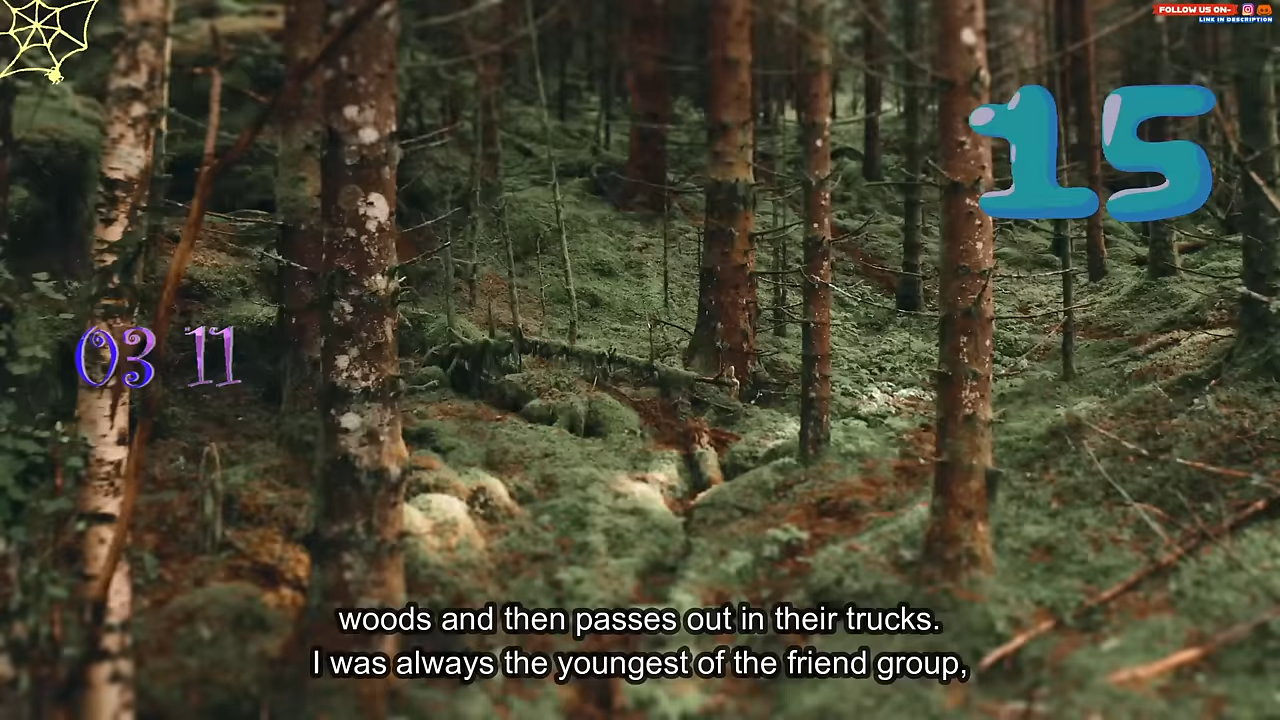 FOLLOW US ON-
LINK IN DESCRIPTION
15
03 11
woods and then passes out in their trucks.
I was always the youngest of the friend group,